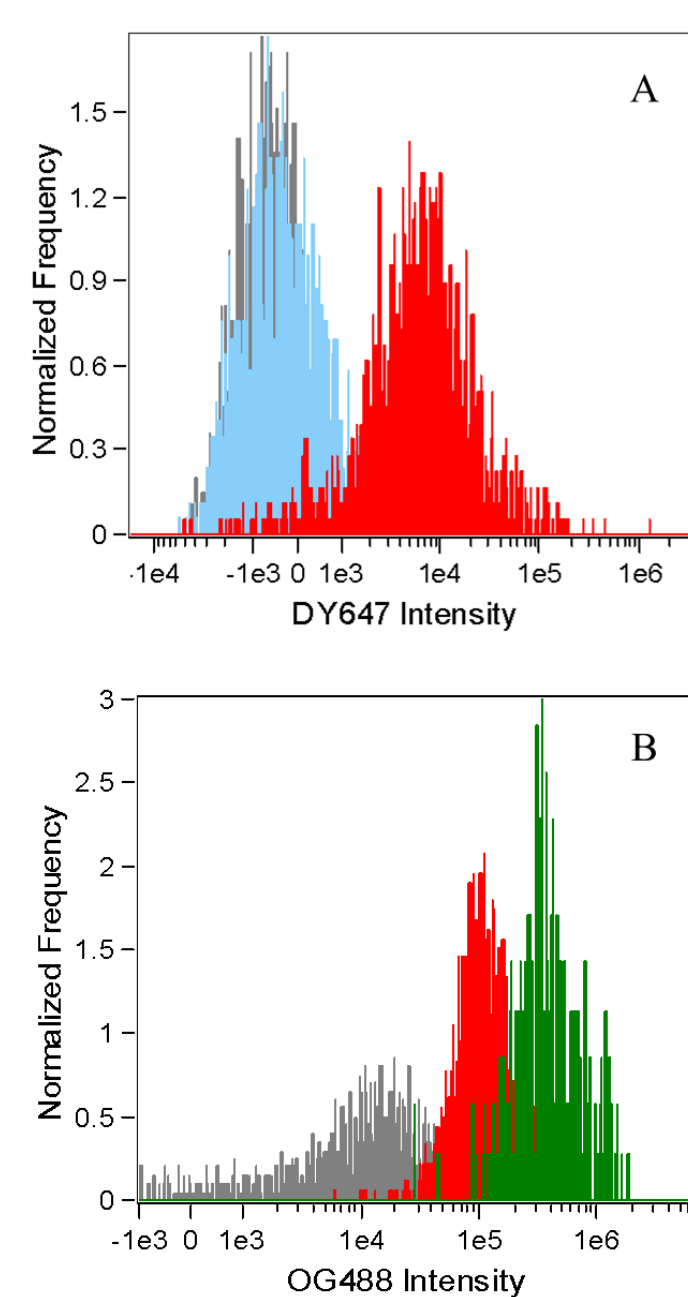 A
1.5
1.2
0.9
0.6
0.3
0
Normalized Frequency
-1e4 -1e3 0 1e3 1e4 1e5 1e6
DY647 Intensity
B
3
2.5
2
1.5
1
0.5
0
Normalized Frequency
-1e3 0 1e3 1e4 1e5 1e6
OG488 Intensity